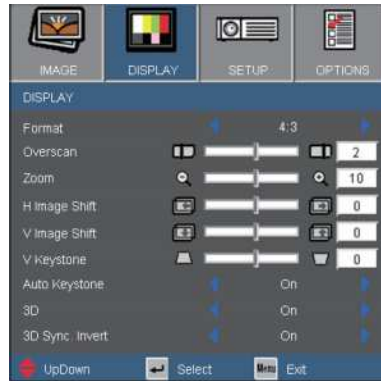 IMAGE DISPLAY SETUP OPTIONS
DISPLAY
Format 4:3
Overscan 2
Zoom 10
H Image Shift 0
V Image Shift 0
V Keystone 0
Auto Keystone On
3D On
3D Sync. Invert On
UpDown Select Menu Exit